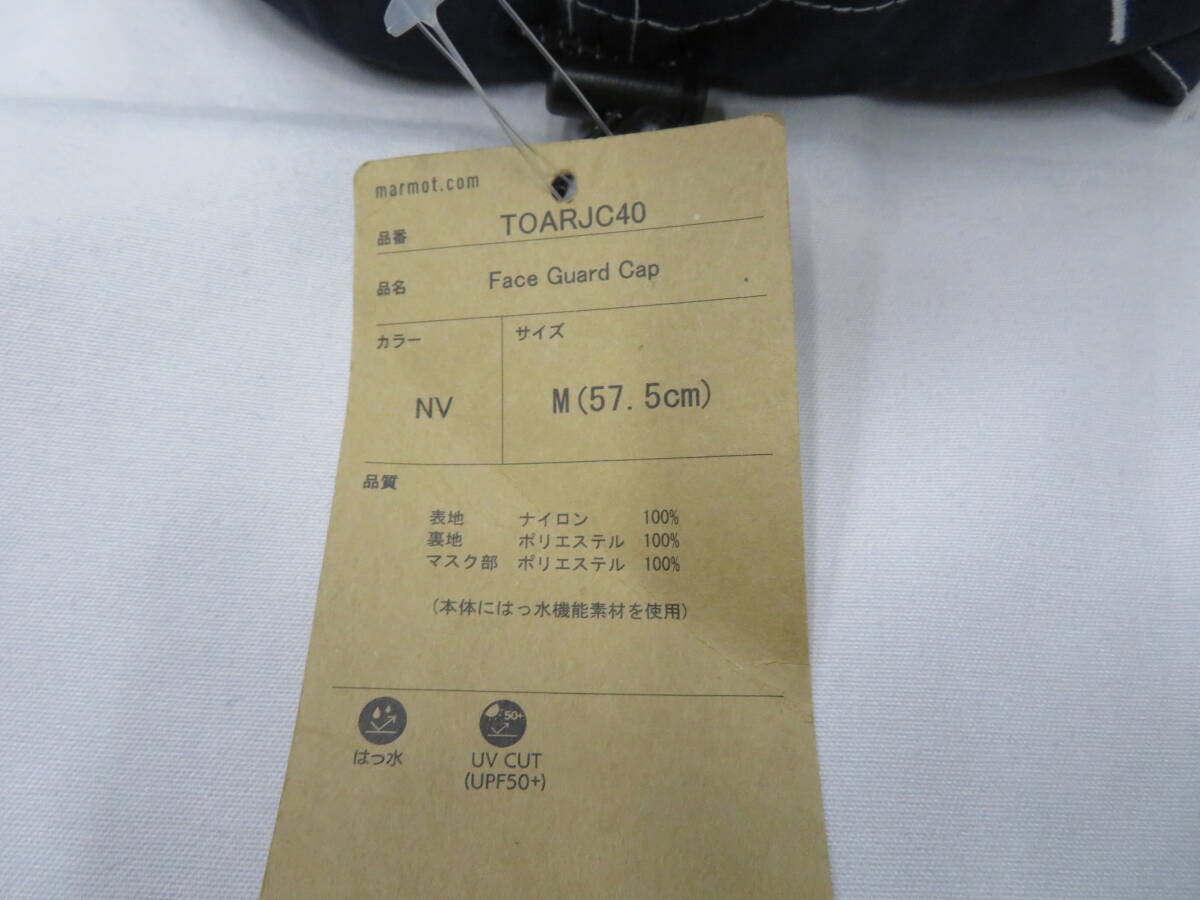 marmot.com
品番 TOARJC40
品名 Face Guard Cap
カラー サイズ
NV M(57.5cm)
品質
表地 ナイロン 100%
裏地 ポリエステル 100%
マスク部 ポリエステル 100%
(本体にはっ水機能素材を使用)
50+
はっ水 UV CUT
(UPF50+)